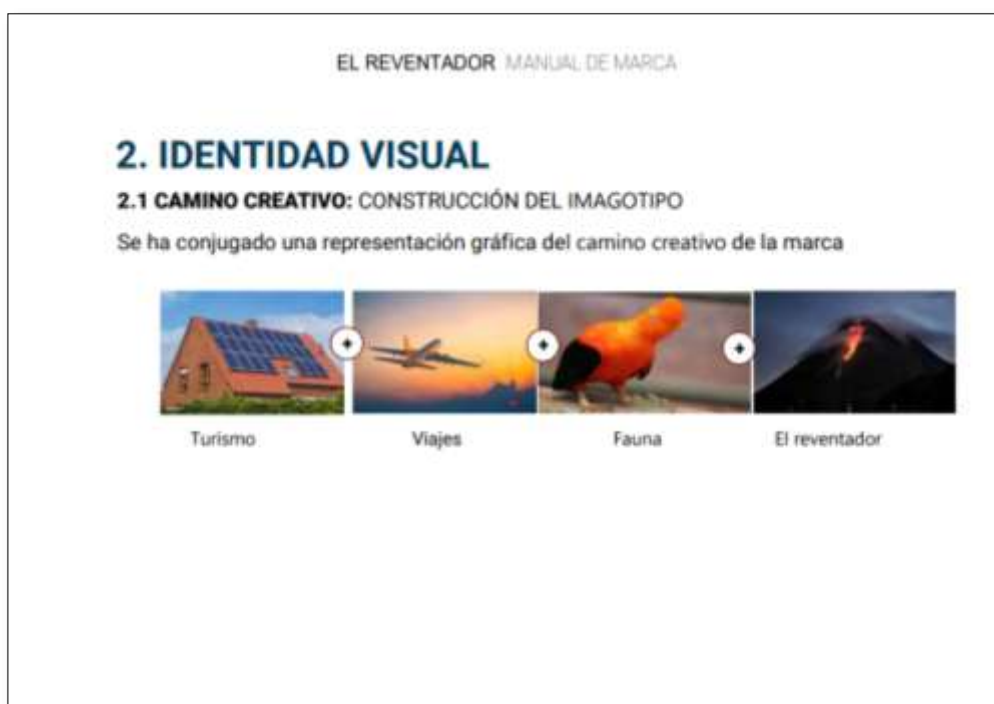 EL REVENTADOR MANUAL DE MARCA
2. IDENTIDAD VISUAL
2.1 CAMINO CREATIVO: CONSTRUCCIÓN DEL IMAGOTIPO
Se ha conjugado una representación gráfica del camino creativo de la marca
+ + +
Turismo Viajes Fauna El reventador